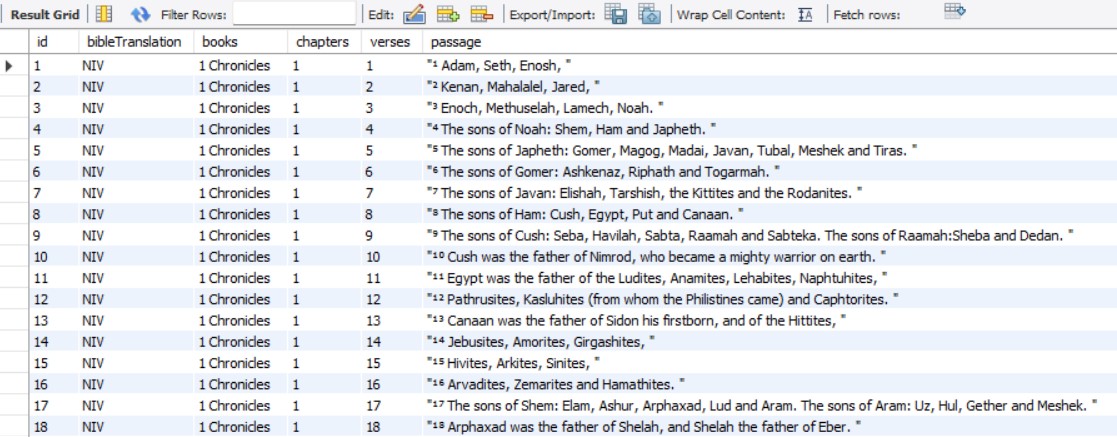 Result Grid Filter Rows: Edit: Export/Import: Wrap Cell Content: IA Fetch rows:
id bibleTranslation books chapters verses passage
1 NIV 1 Chronicles 1 1 "¹ Adam, Seth, Enosh, "
2 NIV 1 Chronicles 1 2 "² Kenan, Mahalalel, Jared, "
3 NIV 1 Chronicles 1 3 "³ Enoch, Methuselah, Lamech, Noah. "
4 NIV 1 Chronicles 1 4 "⁴ The sons of Noah: Shem, Ham and Japheth. "
5 NIV 1 Chronicles 1 5 "⁵ The sons of Japheth: Gomer, Magog, Madai, Javan, Tubal, Meshek and Tiras. "
6 NIV 1 Chronicles 1 6 "⁶ The sons of Gomer: Ashkenaz, Riphath and Togarmah. "
7 NIV 1 Chronicles 1 7 "⁷ The sons of Javan: Elishah, Tarshish, the Kittites and the Rodanites. "
8 NIV 1 Chronicles 1 8 "⁸ The sons of Ham: Cush, Egypt, Put and Canaan. "
9 NIV 1 Chronicles 1 9 "⁹ The sons of Cush: Seba, Havilah, Sabta, Raamah and Sabteka. The sons of Raamah:Sheba and Dedan. "
10 NIV 1 Chronicles 1 10 "¹⁰ Cush was the father of Nimrod, who became a mighty warrior on earth. "
11 NIV 1 Chronicles 1 11 "¹¹ Egypt was the father of the Ludites, Anamites, Lehabites, Naphtuhites, "
12 NIV 1 Chronicles 1 12 "¹² Pathrusites, Kasluhites (from whom the Philistines came) and Caphtorites. "
13 NIV 1 Chronicles 1 13 "¹³ Canaan was the father of Sidon his firstborn, and of the Hittites, "
14 NIV 1 Chronicles 1 14 "¹⁴ Jebusites, Amorites, Girgashites, "
15 NIV 1 Chronicles 1 15 "¹⁵ Hivites, Arkites, Sinites, "
16 NIV 1 Chronicles 1 16 "¹⁶ Arvadites, Zemarites and Hamathites. "
17 NIV 1 Chronicles 1 17 "¹⁷ The sons of Shem: Elam, Ashur, Arphaxad, Lud and Aram. The sons of Aram: Uz, Hul, Gether and Meshek. "
18 NIV 1 Chronicles 1 18 "¹⁸ Arphaxad was the father of Shelah, and Shelah the father of Eber. "